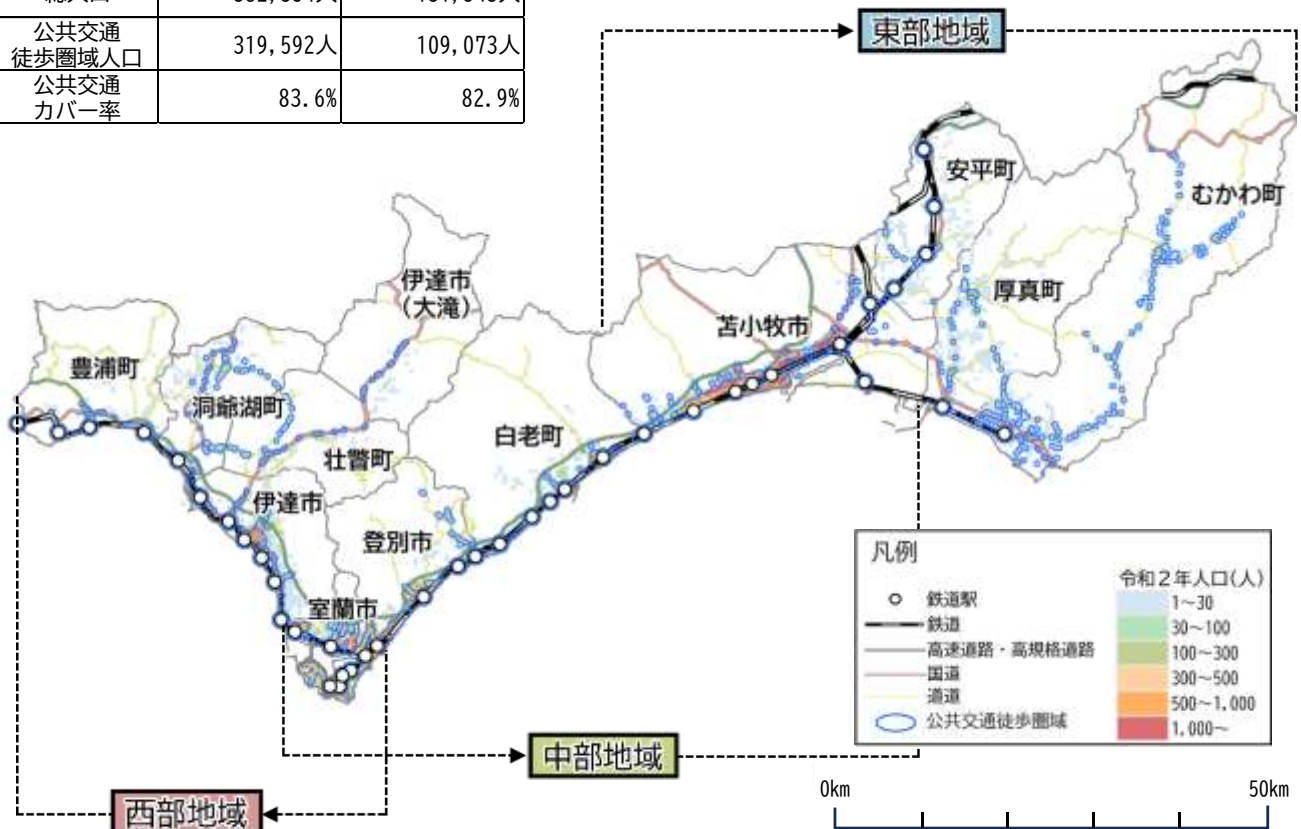 総人口
公共交通
徒歩圏域人口
319,592人
109,073人
公共交通
カバー率
83.6%
82.9%
東部地域
安平町
むかわ町
伊達市
(大滝)
厚真町
苫小牧市
豊浦町
洞爺湖町
白老町
壮瞥町
伊達市
登別市
室蘭市
凡例
令和2年人口(人)
鉄道駅
鉄道
高速道路・高規格道路
国道
道道
公共交通徒歩圏域
1~30
30~100
100~300
300~500
500~1,000
1,000~
中部地域
西部地域
0km
50km